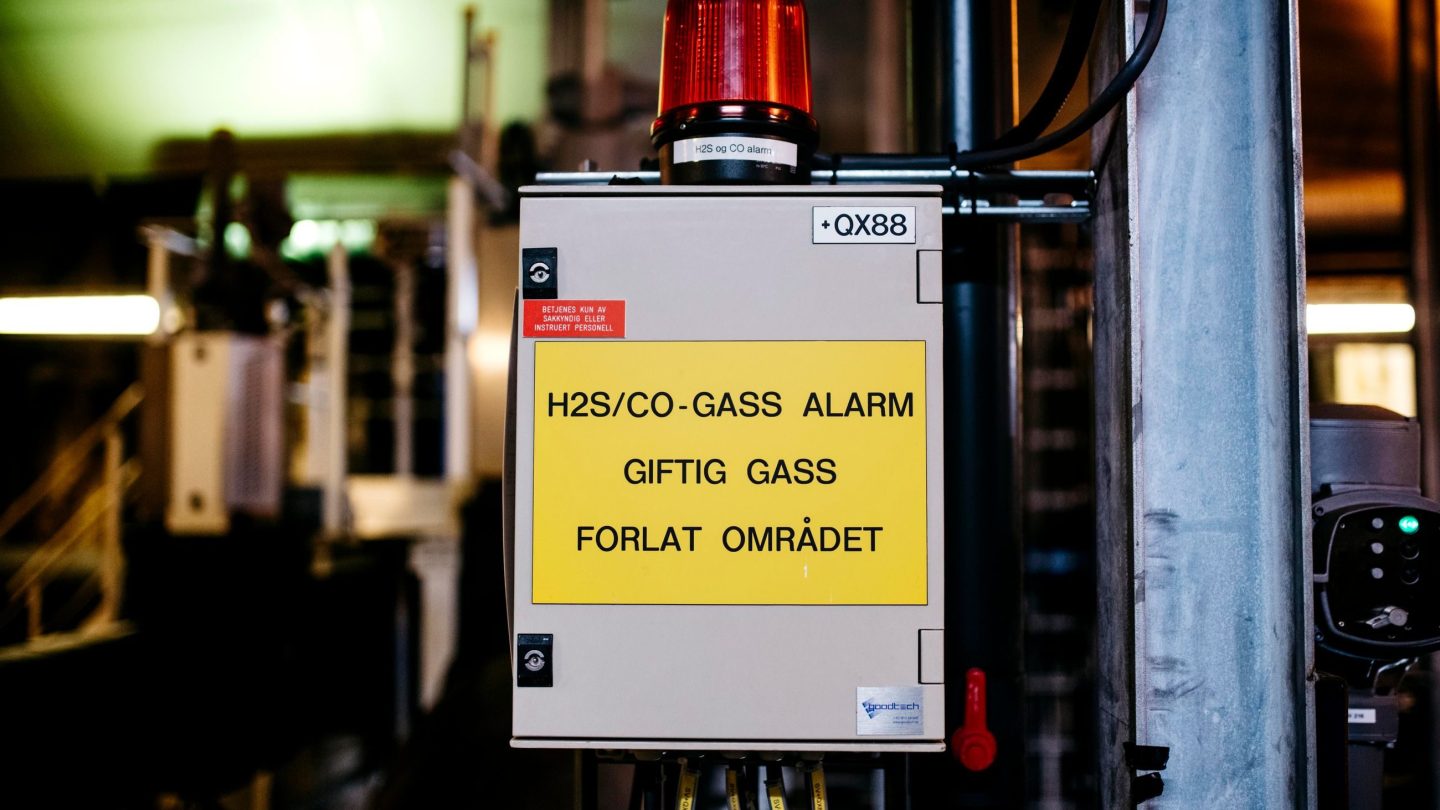 H2S og CO alarm
+QX88
BETJENES KUN AV
SAKKYNDIG ELLER
INSTRUERT PERSONELL
H2S/CO-GASS ALARM
GIFTIG GASS
FORLAT OMRÅDET
goodtech